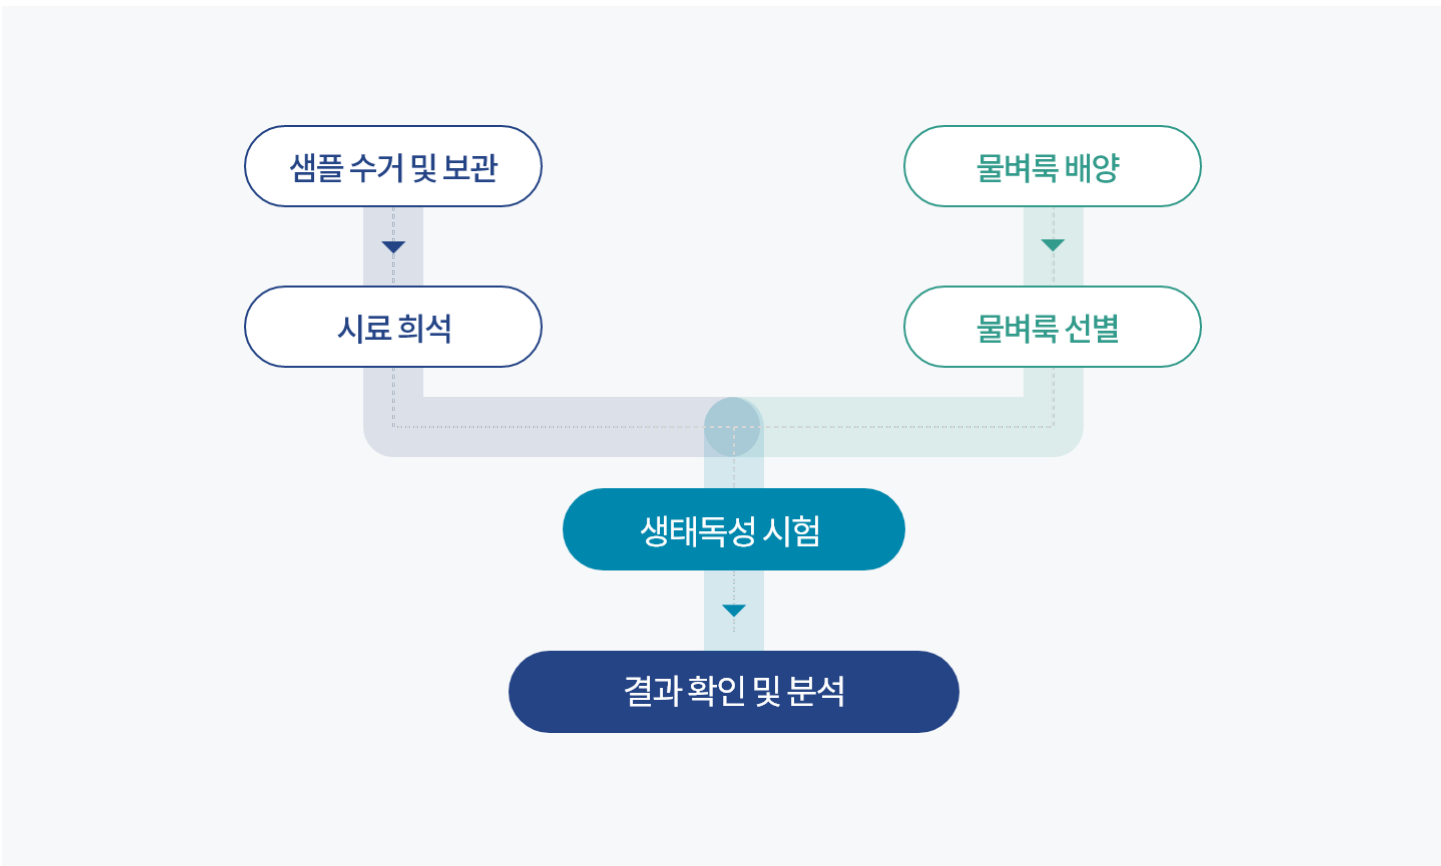 샘플 수거 및 보관
물벼룩 배양
시료 희석
물벼룩 선별
생태독성 시험
결과 확인 및 분석